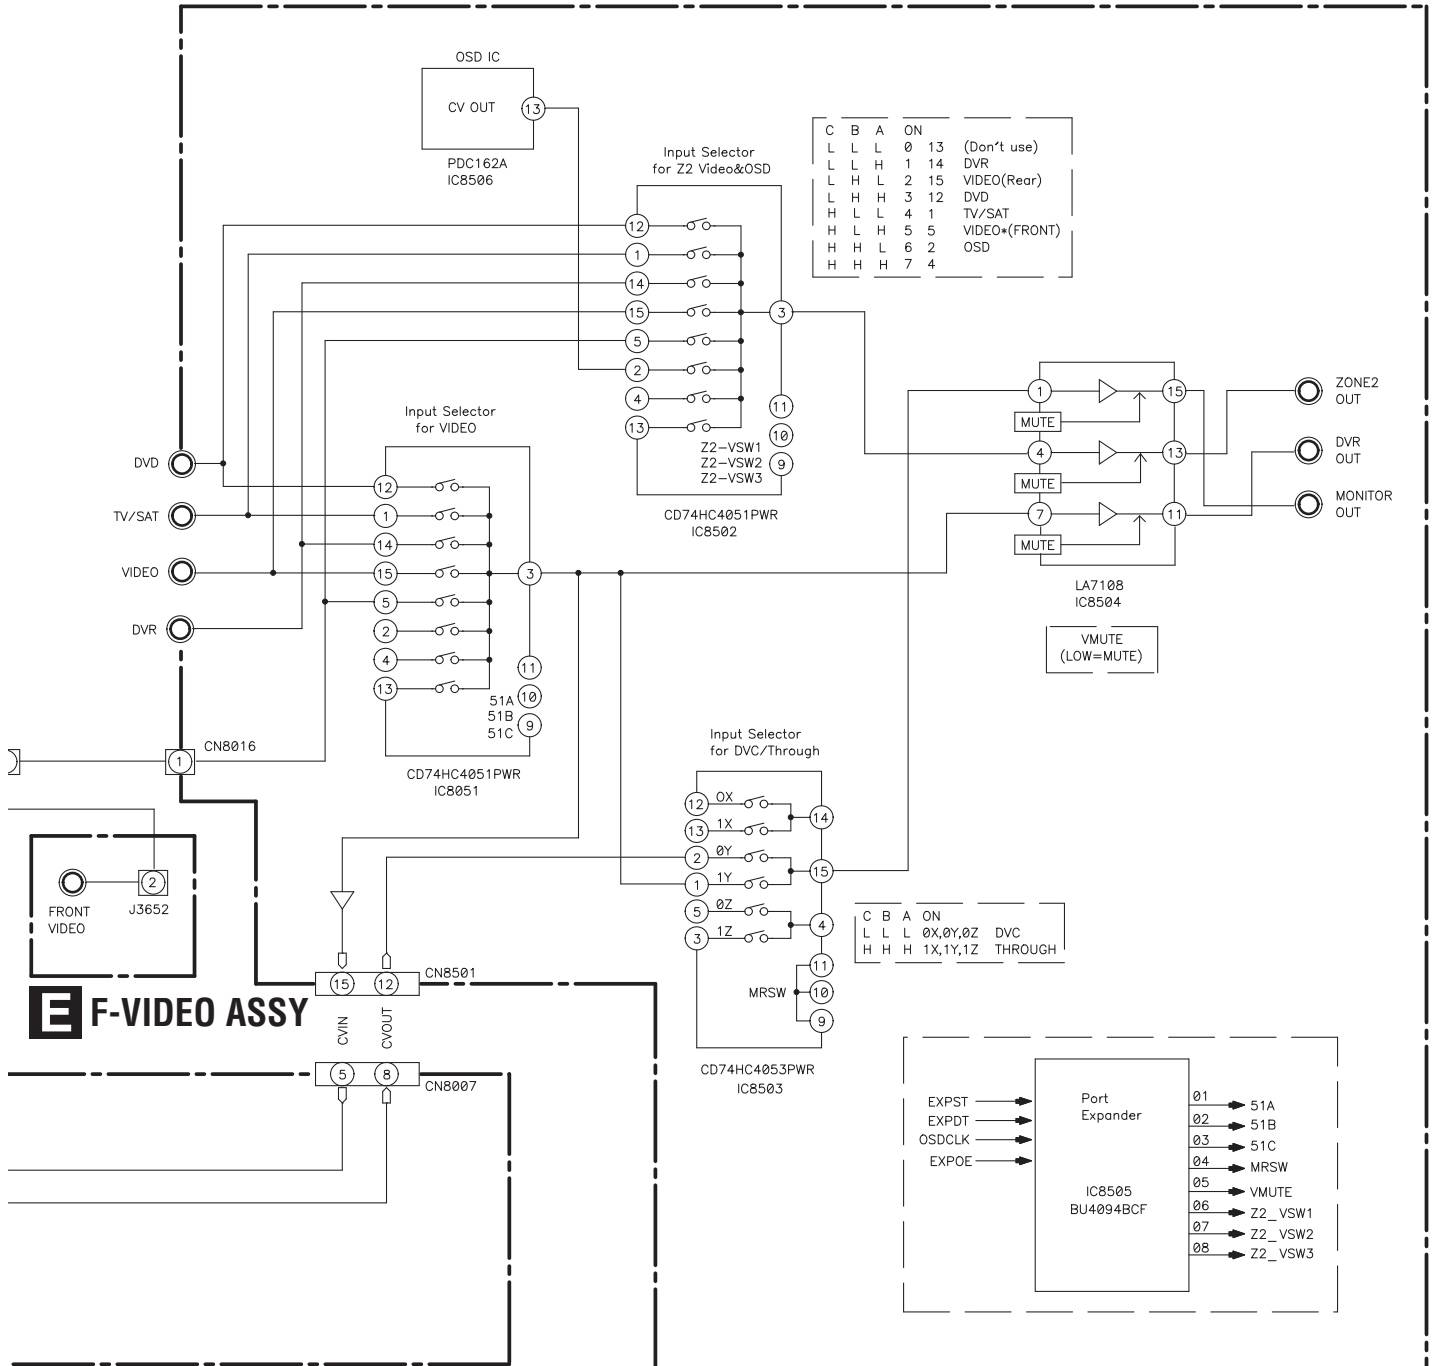 OSD IC
CV OUT
13
PDC162A
IC8506
Input Selector
for Z2 Video&OSD
12
1
14
15
5
2
4
13
3
11
10
9
Z2-VSW1
Z2-VSW2
Z2-VSW3
CD74HC4051PWR
IC8502
C B A ON
L L L 0 13 (Don't use)
L L H 1 14 DVR
L H L 2 15 VIDEO(Rear)
L H H 3 12 DVD
H L L 4 1 TV/SAT
H L H 5 5 VIDEO*(FRONT)
H H L 6 2 OSD
H H H 7 4
DVD
TV/SAT
VIDEO
DVR
Input Selector
for VIDEO
12
1
14
15
5
2
4
13
3
11
10
9
51A
51B
51C
CD74HC4051PWR
IC8051
1
15
MUTE
4
13
MUTE
7
11
MUTE
LA7108
IC8504
VMUTE
(LOW=MUTE)
ZONE2
OUT
DVR
OUT
MONITOR
OUT
1
CN8016
FRONT
VIDEO
2
J3652
E F-VIDEO ASSY
Input Selector
for DVC/Through
12 0X
13 1X
2 0Y
1 1Y
5 0Z
3 1Z
14
15
4
11
10
9
MRSW
CD74HC4053PWR
IC8503
C B A ON
L L L 0X,0Y,0Z DVC
H H H 1X,1Y,1Z THROUGH
15 12 CN8501
CVIN
CVOUT
5 8 CN8007
EXPST
EXPDT
OSDCLK
EXPOE
Port
Expander
IC8505
BU4094BCF
01 51A
02 51B
03 51C
04 MRSW
05 VMUTE
06 Z2_VSW1
07 Z2_VSW2
08 Z2_VSW3